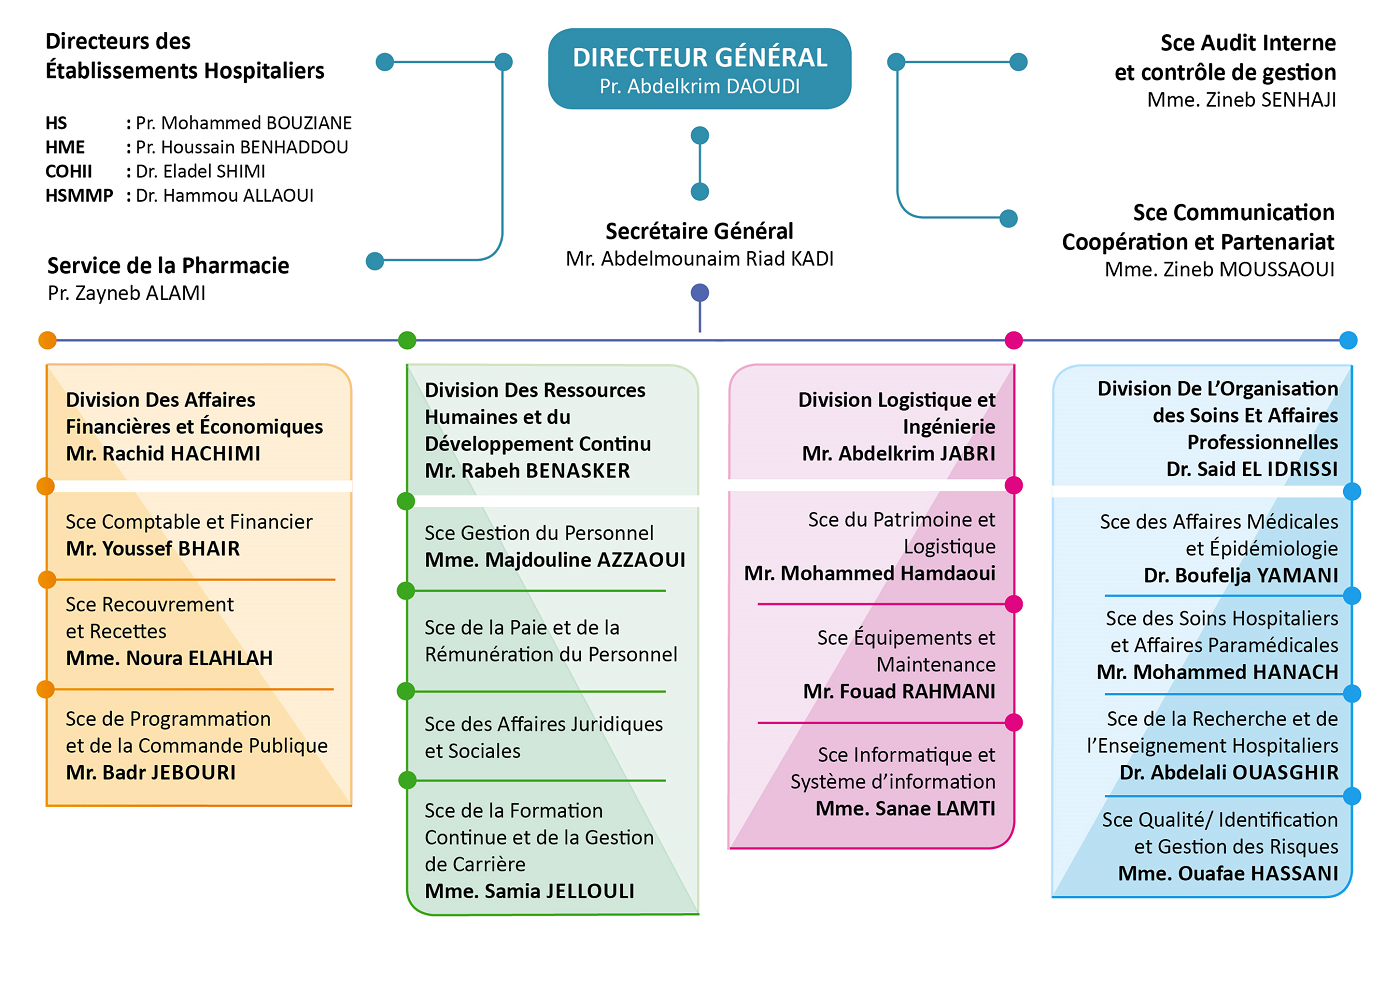 Directeurs des
Établissements Hospitaliers
HS : Pr. Mohammed BOUZIANE
HME : Pr. Houssain BENHADDOU
COHII : Dr. Eladel SHIMI
HSMMP : Dr. Hammou ALLAOUI
Service de la Pharmacie
Pr. Zayneb ALAMI
DIRECTEUR GÉNÉRAL
Pr. Abdelkrim DAOUDI
Secrétaire Général
Mr. Abdelmounaim Riad KADI
Sce Audit Interne
et contrôle de gestion
Mme. Zineb SENHAJI
Sce Communication
Coopération et Partenariat
Mme. Zineb MOUSSAOUI
Division Des Affaires
Financières et Économiques
Mr. Rachid HACHIMI
Sce Comptable et Financier
Mr. Youssef BHAIR
Sce Recouvrement
et Recettes
Mme. Noura ELAHLAH
Sce de Programmation
et de la Commande Publique
Mr. Badr JEBOURI
Division Des Ressources
Humaines et du
Développement Continu
Mr. Rabeh BENASKER
Sce Gestion du Personnel
Mme. Majdouline AZZAOUI
Sce de la Paie et de la
Rémunération du Personnel
Sce des Affaires Juridiques
et Sociales
Sce de la Formation
Continue et de la Gestion
de Carrière
Mme. Samia JELLOULI
Division Logistique et
Ingénierie
Mr. Abdelkrim JABRI
Sce du Patrimoine et
Logistique
Mr. Mohammed Hamdaoui
Sce Équipements et
Maintenance
Mr. Fouad RAHMANI
Sce Informatique et
Système d’information
Mme. Sanae LAMTI
Division De L’Organisation
des Soins Et Affaires
Professionnelles
Dr. Said EL IDRISSI
Sce des Affaires Médicales
et Épidémiologie
Dr. Boufelja YAMANI
Sce des Soins Hospitaliers
et Affaires Paramédicales
Mr. Mohammed HANACH
Sce de la Recherche et de
l’Enseignement Hospitaliers
Dr. Abdelali OUASGHIR
Sce Qualité/ Identification
et Gestion des Risques
Mme. Ouafae HASSANI